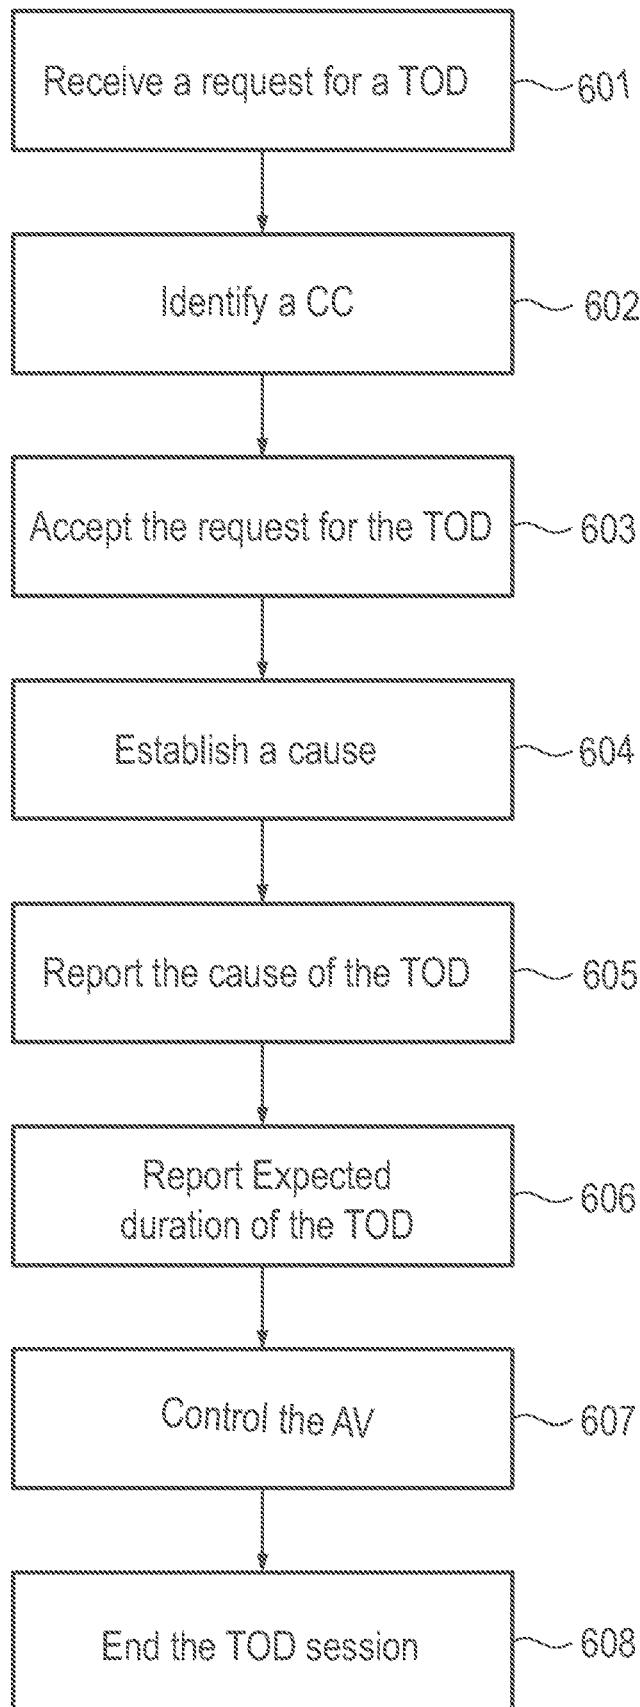 Receive a request for a TOD
601
Identify a CC
602
Accept the request for the TOD
603
Establish a cause
604
Report the cause of the TOD
605
Report Expected
duration of the TOD
606
Control the AV
607
End the TOD session
608